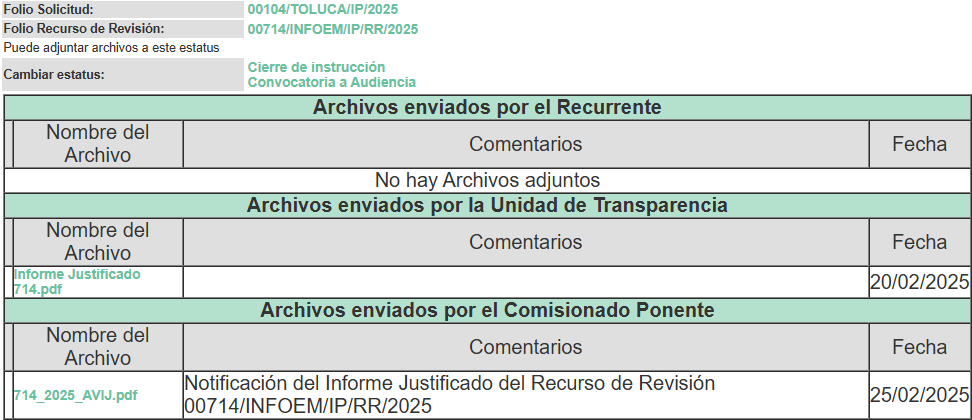 Folio Solicitud: 00104/TOLUCA/IP/2025
Folio Recurso de Revisión: 00714/INFOEM/IP/RR/2025
Puede adjuntar archivos a este estatus
Cambiar estatus: Cierre de instrucción
Convocatoria a Audiencia
Archivos enviados por el Recurrente
Nombre del Archivo Comentarios Fecha
No hay Archivos adjuntos
Archivos enviados por la Unidad de Transparencia
Nombre del Archivo Comentarios Fecha
Informe Justificado 714.pdf 20/02/2025
Archivos enviados por el Comisionado Ponente
Nombre del Archivo Comentarios Fecha
714_2025_AVIJ.pdf Notificación del Informe Justificado del Recurso de Revisión 00714/INFOEM/IP/RR/2025 25/02/2025